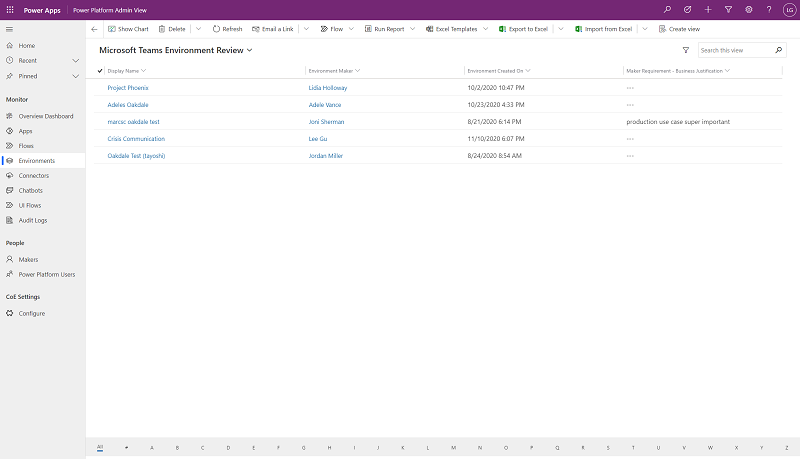 Power Apps Power Platform Admin View LG
Show Chart Delete Refresh Email a Link Flow Run Report Excel Templates Export to Excel Import from Excel Create view
Home
Recent
Pinned
Monitor
Overview Dashboard
Apps
Flows
Environments
Connectors
Chatbots
UI Flows
Audit Logs
People
Makers
Power Platform Users
CoE Settings
Configure
Microsoft Teams Environment Review Search this view
Display Name Environment Maker Environment Created On Maker Requirement - Business Justification
Project Phoenix Lidia Holloway 10/2/2020 10:47 PM ---
Adeles Oakdale Adele Vance 10/23/2020 4:33 PM ---
marcsc oakdale test Joni Sherman 8/21/2020 6:14 PM production use case super important
Crisis Communication Lee Gu 11/10/2020 6:07 PM ---
Oakdale Test (tayoshi) Jordan Miller 8/24/2020 8:54 AM ---
All # A B C D E F G H I J K L M N O P Q R S T U V W X Y Z